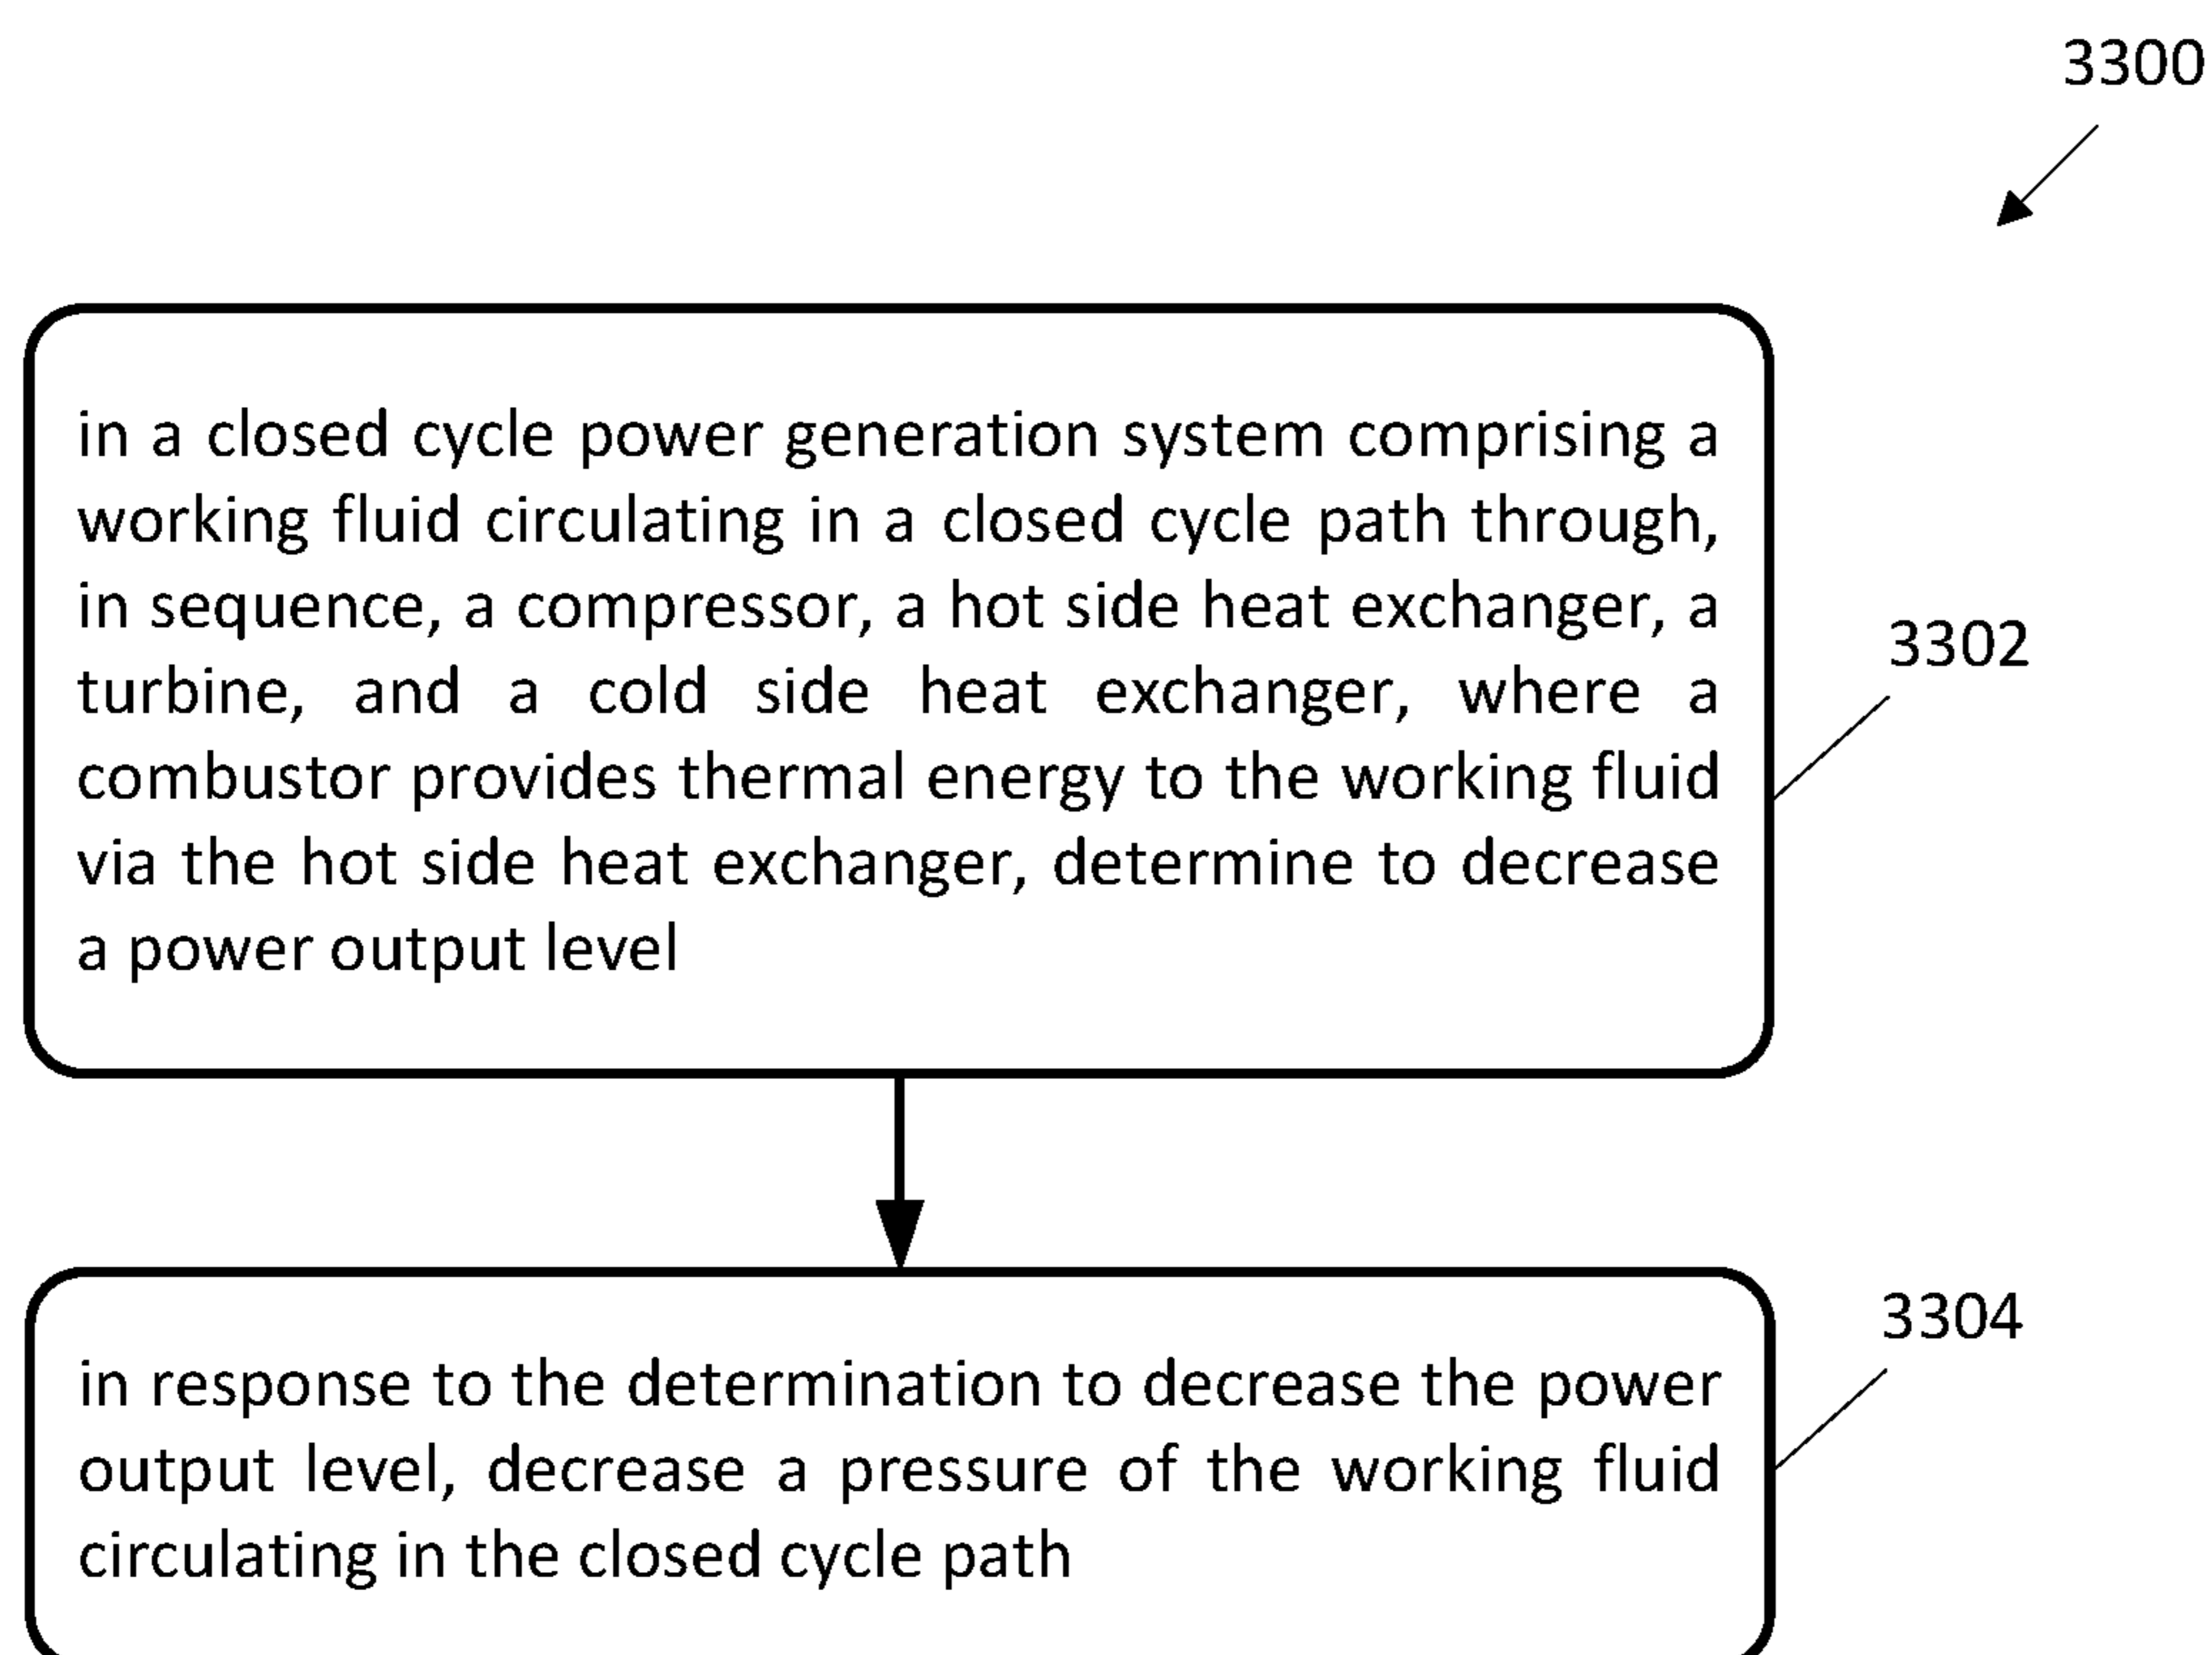 3300
in a closed cycle power generation system comprising a
working fluid circulating in a closed cycle path through,
in sequence, a compressor, a hot side heat exchanger, a
turbine, and a cold side heat exchanger, where a
combustor provides thermal energy to the working fluid
via the hot side heat exchanger, determine to decrease
a power output level
3302
in response to the determination to decrease the power
output level, decrease a pressure of the working fluid
circulating in the closed cycle path
3304